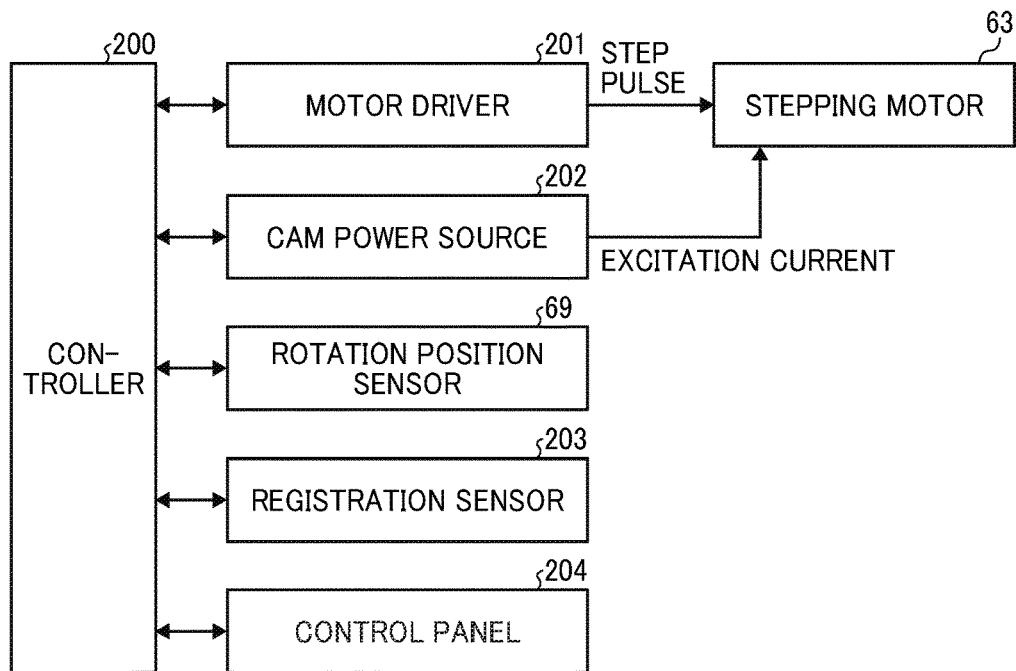 200
CON-
TROLLER
201
MOTOR DRIVER
STEP
PULSE
63
STEPPING MOTOR
202
CAM POWER SOURCE
EXCITATION CURRENT
69
ROTATION POSITION
SENSOR
203
REGISTRATION SENSOR
204
CONTROL PANEL